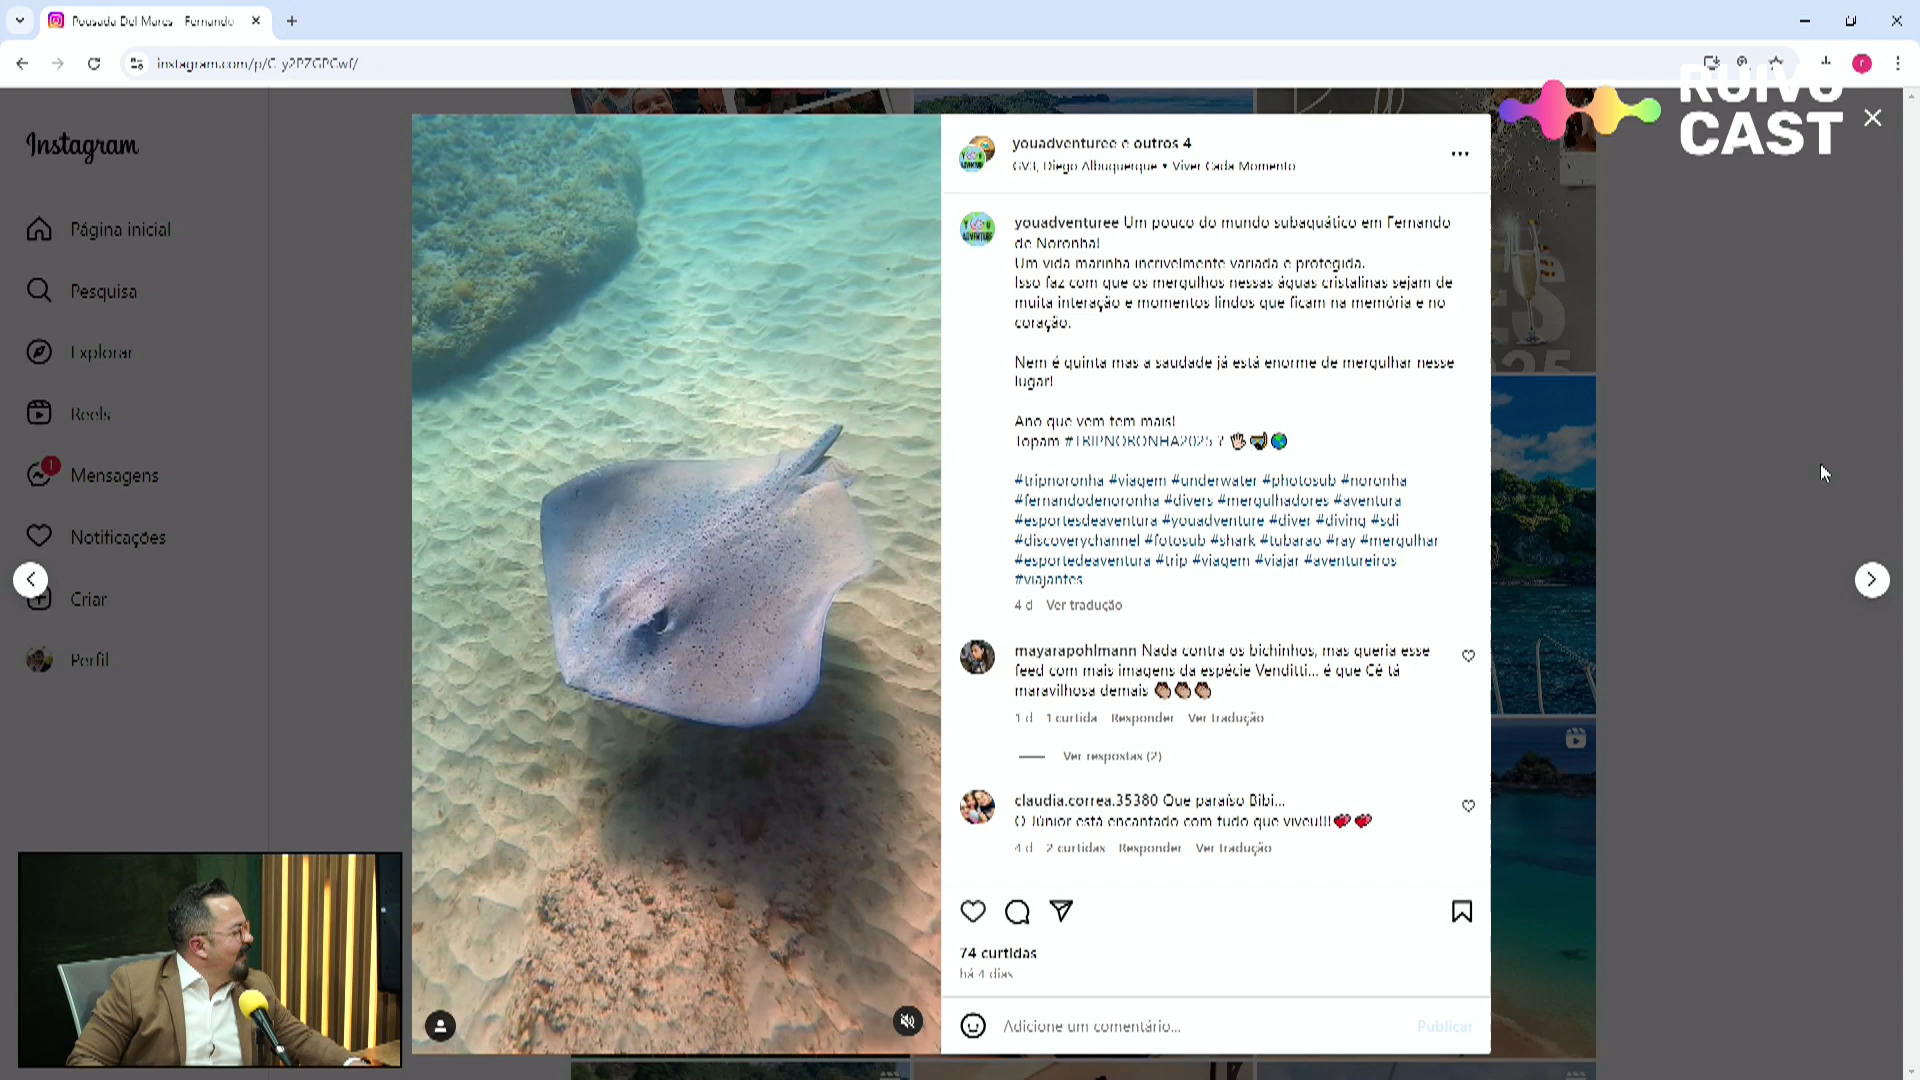 Pousada Del Mares Fernando
instagram.com/p/C_y2PZGPCwf/
RUIVO
CAST
Instagram
Página inicial
Pesquisa
Explorar
Reels
1
Mensagens
Notificações
Criar
Perfil
youadventuree e outros 4
GV3, Diego Albuquerque • Viver Cada Momento
youadventuree Um pouco do mundo subaquático em Fernando
de Noronha!
Um vida marinha incrivelmente variada e protegida.
Isso faz com que os mergulhos nessas águas cristalinas sejam de
muita interação e momentos lindos que ficam na memória e no
coração.
Nem é quinta mas a saudade já está enorme de mergulhar nesse
lugar!
Ano que vem tem mais!
Topam #TRIPNORONHA2025 ? 🖐🏻🤿🌎
#tripnoronha #viagem #underwater #photosub #noronha
#fernandodenoronha #divers #mergulhadores #aventura
#esportesdeaventura #youadventure #diver #diving #sdi
#discoverychannel #fotosub #shark #tubarao #ray #mergulhar
#esportedeaventura #trip #viagem #viajar #aventureiros
#viajantes
4 d Ver tradução
mayarapohlmann Nada contra os bichinhos, mas queria esse
feed com mais imagens da espécie Venditti... é que Cê tá
maravilhosa demais 👏🏽👏🏽👏🏽
1 d 1 curtida Responder Ver tradução
Ver respostas (2)
claudia.correa.35380 Que paraíso Bibi...
O Júnior está encantado com tudo que viveu!!!❤️ ❤️
4 d 2 curtidas Responder Ver tradução
74 curtidas
há 4 dias
Adicione um comentário...
Publicar